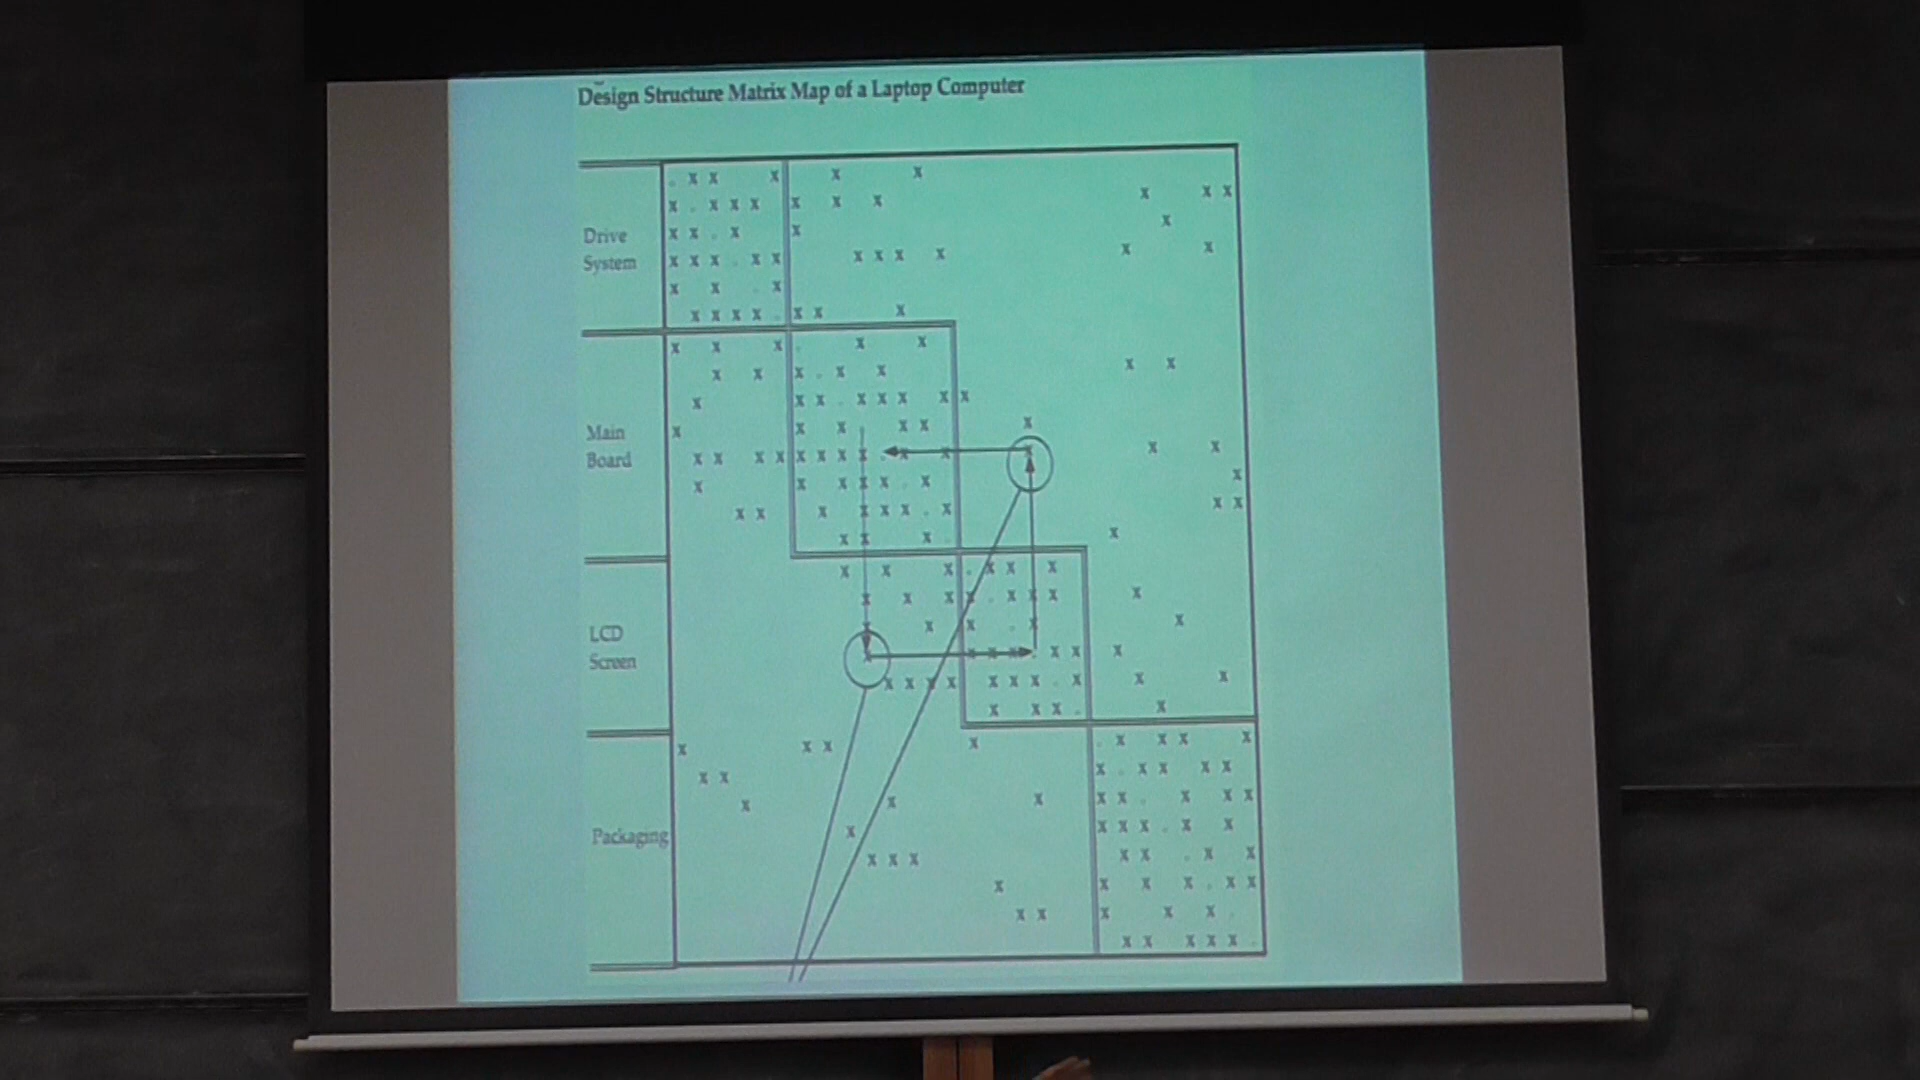 Design Structure Matrix Map of a Laptop Computer
Drive
System
Main
Board
LCD
Screen
Packaging